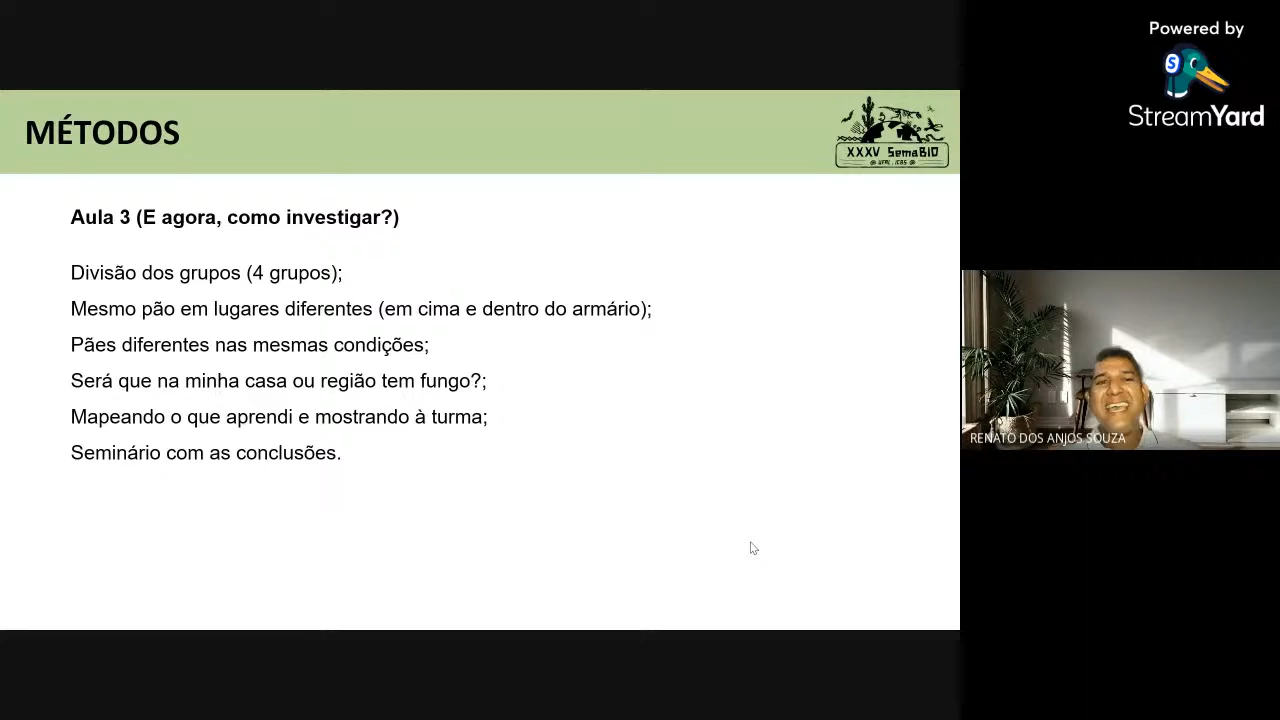 Powered by
StreamYard
MÉTODOS
XXXV SemaBIO
@ UFAL . ICBS @
Aula 3 (E agora, como investigar?)
Divisão dos grupos (4 grupos);
Mesmo pão em lugares diferentes (em cima e dentro do armário);
Pães diferentes nas mesmas condições;
Será que na minha casa ou região tem fungo?;
Mapeando o que aprendi e mostrando à turma;
Seminário com as conclusões.
RENATO DOS ANJOS SOUZA